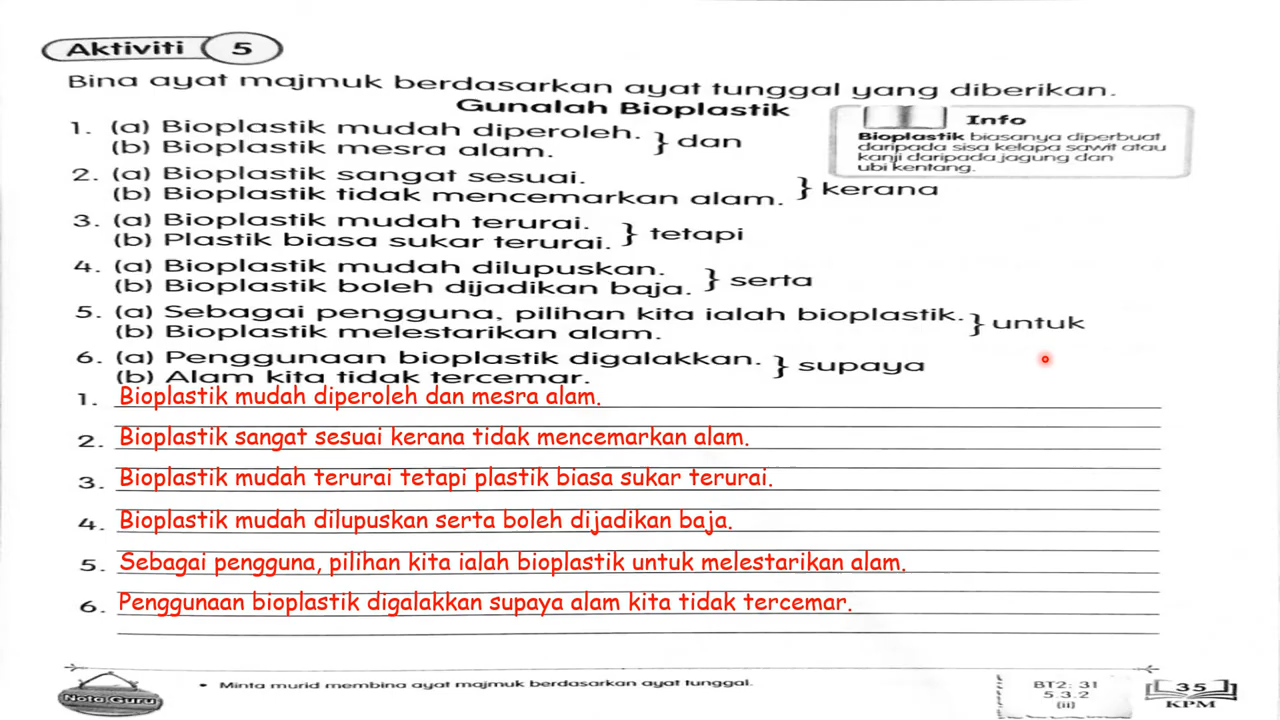 Aktiviti 5
Bina ayat majmuk berdasarkan ayat tunggal yang diberikan.
Gunalah Bioplastik
Info
Bioplastik biasanya diperbuat
daripada sisa kelapa sawit atau
kanji daripada jagung dan
ubi kentang.
1. (a) Bioplastik mudah diperoleh.
(b) Bioplastik mesra alam.
} dan
2. (a) Bioplastik sangat sesuai.
(b) Bioplastik tidak mencemarkan alam.
} kerana
3. (a) Bioplastik mudah terurai.
(b) Plastik biasa sukar terurai.
} tetapi
4. (a) Bioplastik mudah dilupuskan.
(b) Bioplastik boleh dijadikan baja.
} serta
5. (a) Sebagai pengguna, pilihan kita ialah bioplastik.
(b) Bioplastik melestarikan alam.
} untuk
6. (a) Penggunaan bioplastik digalakkan.
(b) Alam kita tidak tercemar.
} supaya
1. Bioplastik mudah diperoleh dan mesra alam.
2. Bioplastik sangat sesuai kerana tidak mencemarkan alam.
3. Bioplastik mudah terurai tetapi plastik biasa sukar terurai.
4. Bioplastik mudah dilupuskan serta boleh dijadikan baja.
5. Sebagai pengguna, pilihan kita ialah bioplastik untuk melestarikan alam.
6. Penggunaan bioplastik digalakkan supaya alam kita tidak tercemar.
Nota Guru
• Minta murid membina ayat majmuk berdasarkan ayat tunggal.
BT2: 31
5.3.2
(ii)
35
KPM